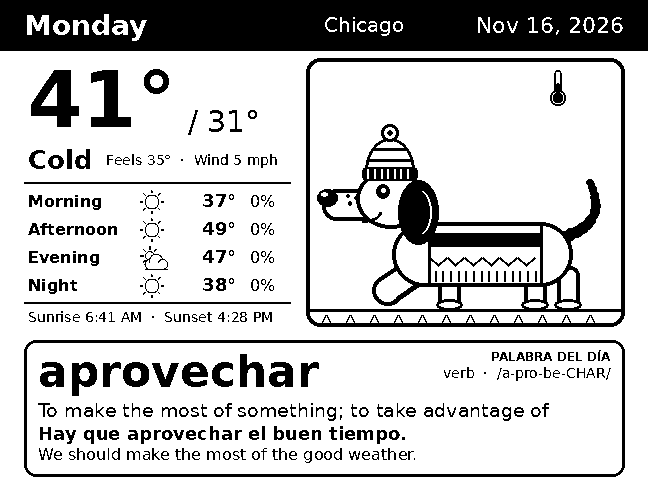 Monday Chicago Nov 16, 2026
41° / 31°
Cold Feels 35° · Wind 5 mph
Morning 37° 0%
Afternoon 49° 0%
Evening 47° 0%
Night 38° 0%
Sunrise 6:41 AM · Sunset 4:28 PM
aprovechar
PALABRA DEL DÍA
verb · /a-pro-be-CHAR/
To make the most of something; to take advantage of
Hay que aprovechar el buen tiempo.
We should make the most of the good weather.